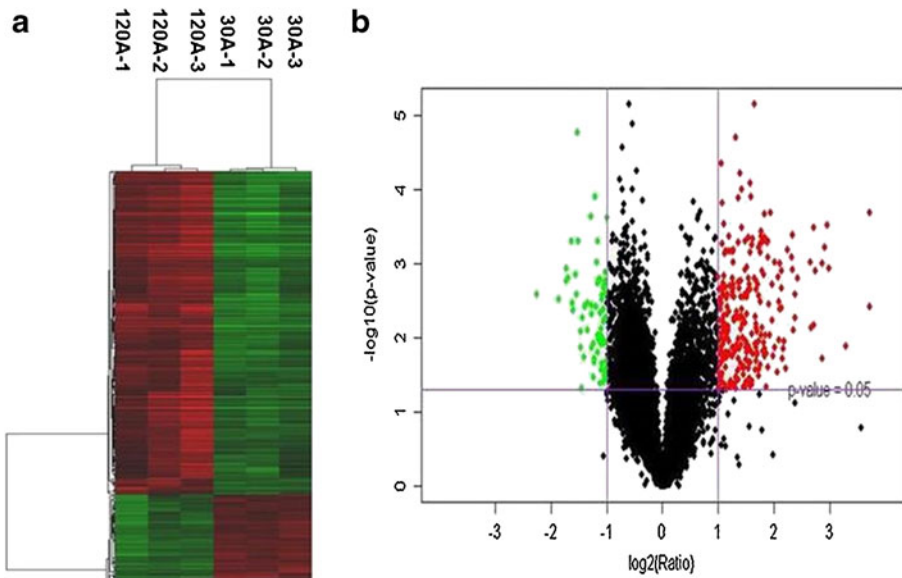 a
120A-1
120A-2
120A-3
30A-1
30A-2
30A-3
b
5
4
3
2
1
0
-log10(p-value)
p-value = 0.05
-3 -2 -1 0 1 2 3
log2(Ratio)